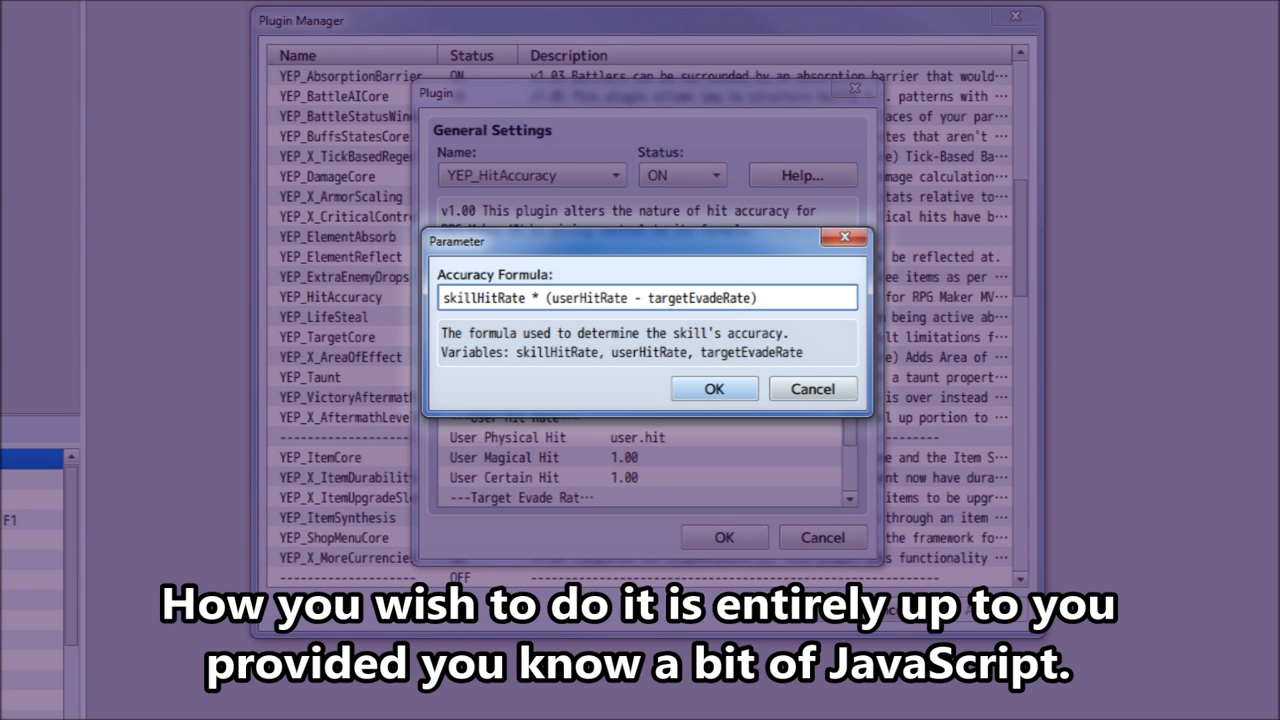 Plugin Manager
Name Status Description
YEP_AbsorptionBarrier ON v1.03 Battlers can be surrounded by an absorption barrier that would···
YEP_BattleAICore patterns with ···
YEP_BattleStatusWin aces of your par···
YEP_BuffsStatesCore tes that aren't
YEP_X_TickBasedRege e) Tick-Based Ba···
YEP_DamageCore mage calculation···
YEP_X_ArmorScaling tats relative to···
YEP_X_CriticalContr ical hits have b···
YEP_ElementAbsorb
YEP_ElementReflect be reflected at.
YEP_ExtraEnemyDrops ee items as per ···
YEP_HitAccuracy for RPG Maker MV···
YEP_LifeSteal being active ab···
YEP_TargetCore lt limitations f···
YEP_X_AreaOfEffect e) Adds Area of ···
YEP_Taunt a taunt propert···
YEP_VictoryAftermat is over instead ···
YEP_X_AftermathLeve l up portion to ···
YEP_ItemCore e and the Item S···
YEP_X_ItemDurabilit nt now have dura···
YEP_X_ItemUpgradeSl items to be upgr···
YEP_ItemSynthesis through an item ···
YEP_ShopMenuCore the framework fo···
YEP_X_MoreCurrencie s functionality ···
OFF
Plugin
General Settings
Name: Status:
YEP_HitAccuracy ON Help...
v1.00 This plugin alters the nature of hit accuracy for
Parameter
Accuracy Formula:
skillHitRate * (userHitRate - targetEvadeRate)
The formula used to determine the skill's accuracy.
Variables: skillHitRate, userHitRate, targetEvadeRate
OK Cancel
User Physical Hit user.hit
User Magical Hit 1.00
User Certain Hit 1.00
---Target Evade Rat···
OK Cancel
F1
How you wish to do it is entirely up to you
provided you know a bit of JavaScript.